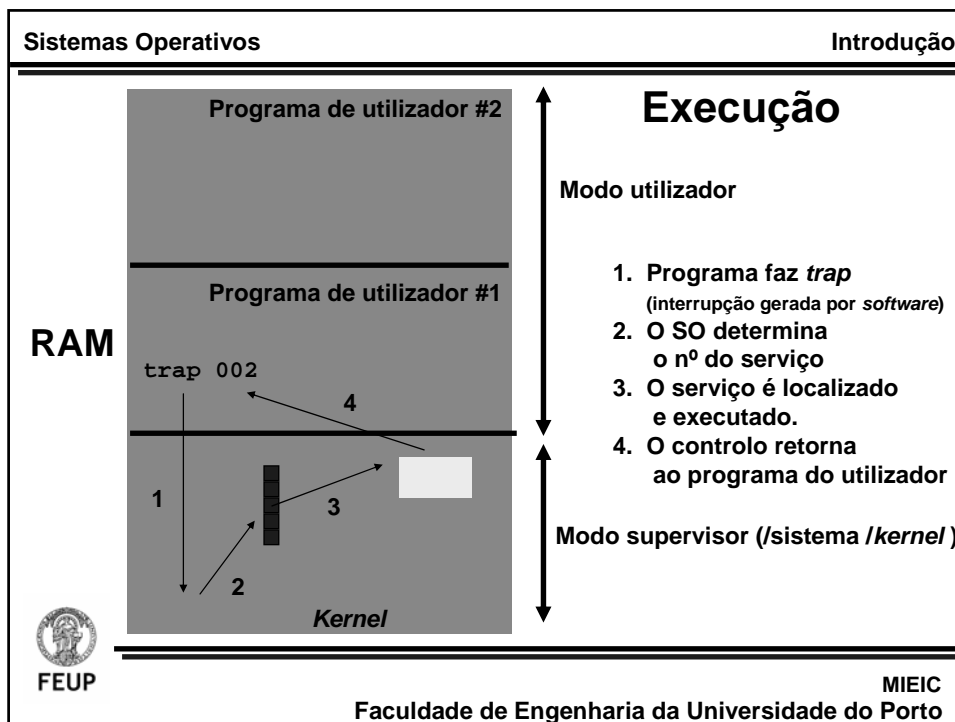 Sistemas Operativos
Introdução
Programa de utilizador #2
Execução
Modo utilizador
Programa de utilizador #1
RAM
trap 002
1. Programa faz trap
(interrupção gerada por software)
2. O SO determina
o nº do serviço
3. O serviço é localizado
e executado.
4. O controlo retorna
ao programa do utilizador
4
1
3
2
Modo supervisor (/sistema /kernel )
Kernel
FEUP
MIEIC
Faculdade de Engenharia da Universidade do Porto